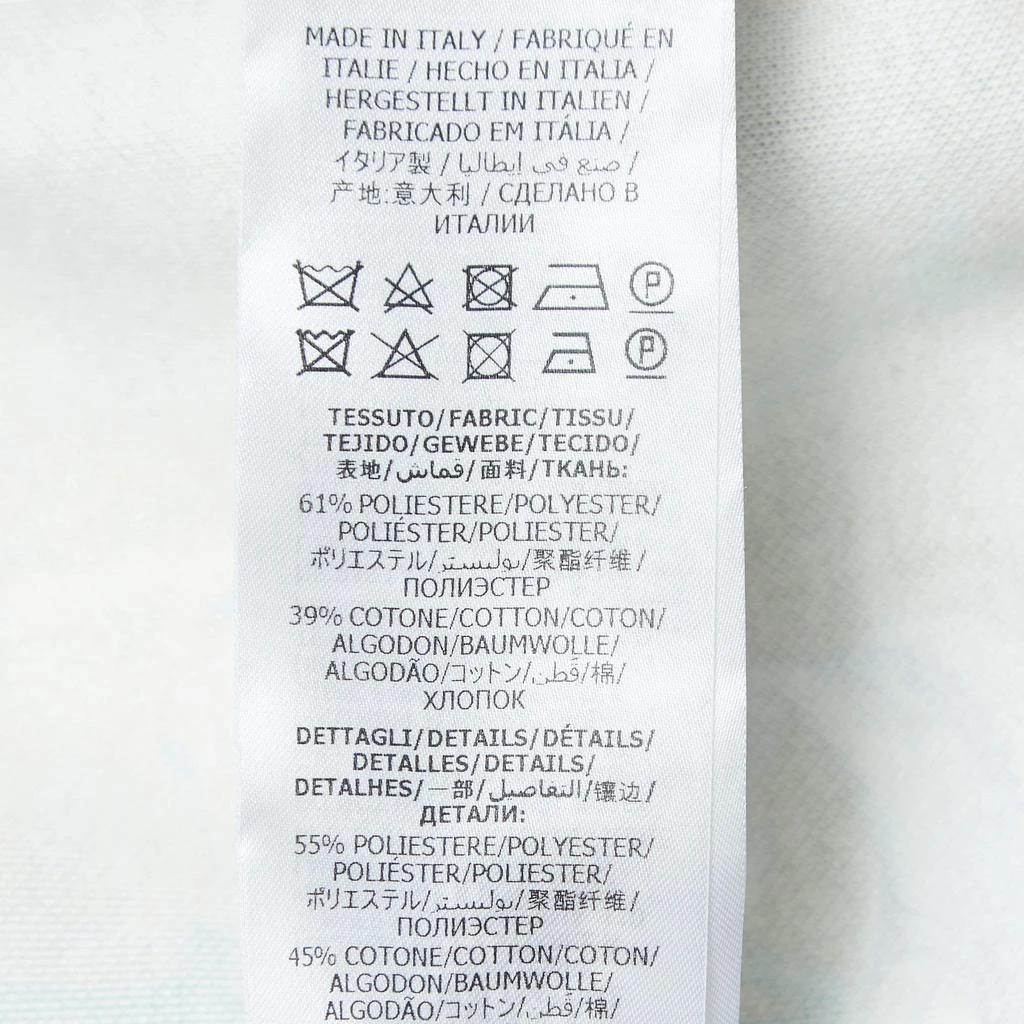 MADE IN ITALY / FABRIQUÉ EN
ITALIE / HECHO EN ITALIA /
HERGESTELLT IN ITALIEN /
FABRICADO EM ITÁLIA /
イタリア製 / صنع في إيطاليا /
产地:意大利 / СДЕЛАНО В
ИТАЛИИ
P
P
TESSUTO/FABRIC/TISSU/
TEJIDO/GEWEBE/TECIDO/
表地/قماش/面料/ТКАНЬ:
61% POLIESTERE/POLYESTER/
POLIÉSTER/POLIESTER/
ポリエステル/بوليستر/聚酯纤维/
ПОЛИЭСТЕР
39% COTONE/COTTON/COTON/
ALGODON/BAUMWOLLE/
ALGODÃO/コットン/قطن/棉/
ХЛОПОК
DETTAGLI/DETAILS/DÉTAILS/
DETALLES/DETAILS/
DETALHES/一部/التفاصيل/镶边/
ДЕТАЛИ:
55% POLIESTERE/POLYESTER/
POLIÉSTER/POLIESTER/
ポリエステル/بوليستر/聚酯纤维/
ПОЛИЭСТЕР
45% COTONE/COTTON/COTON/
ALGODON/BAUMWOLLE/
ALGODÃO/コットン/قطن/棉/